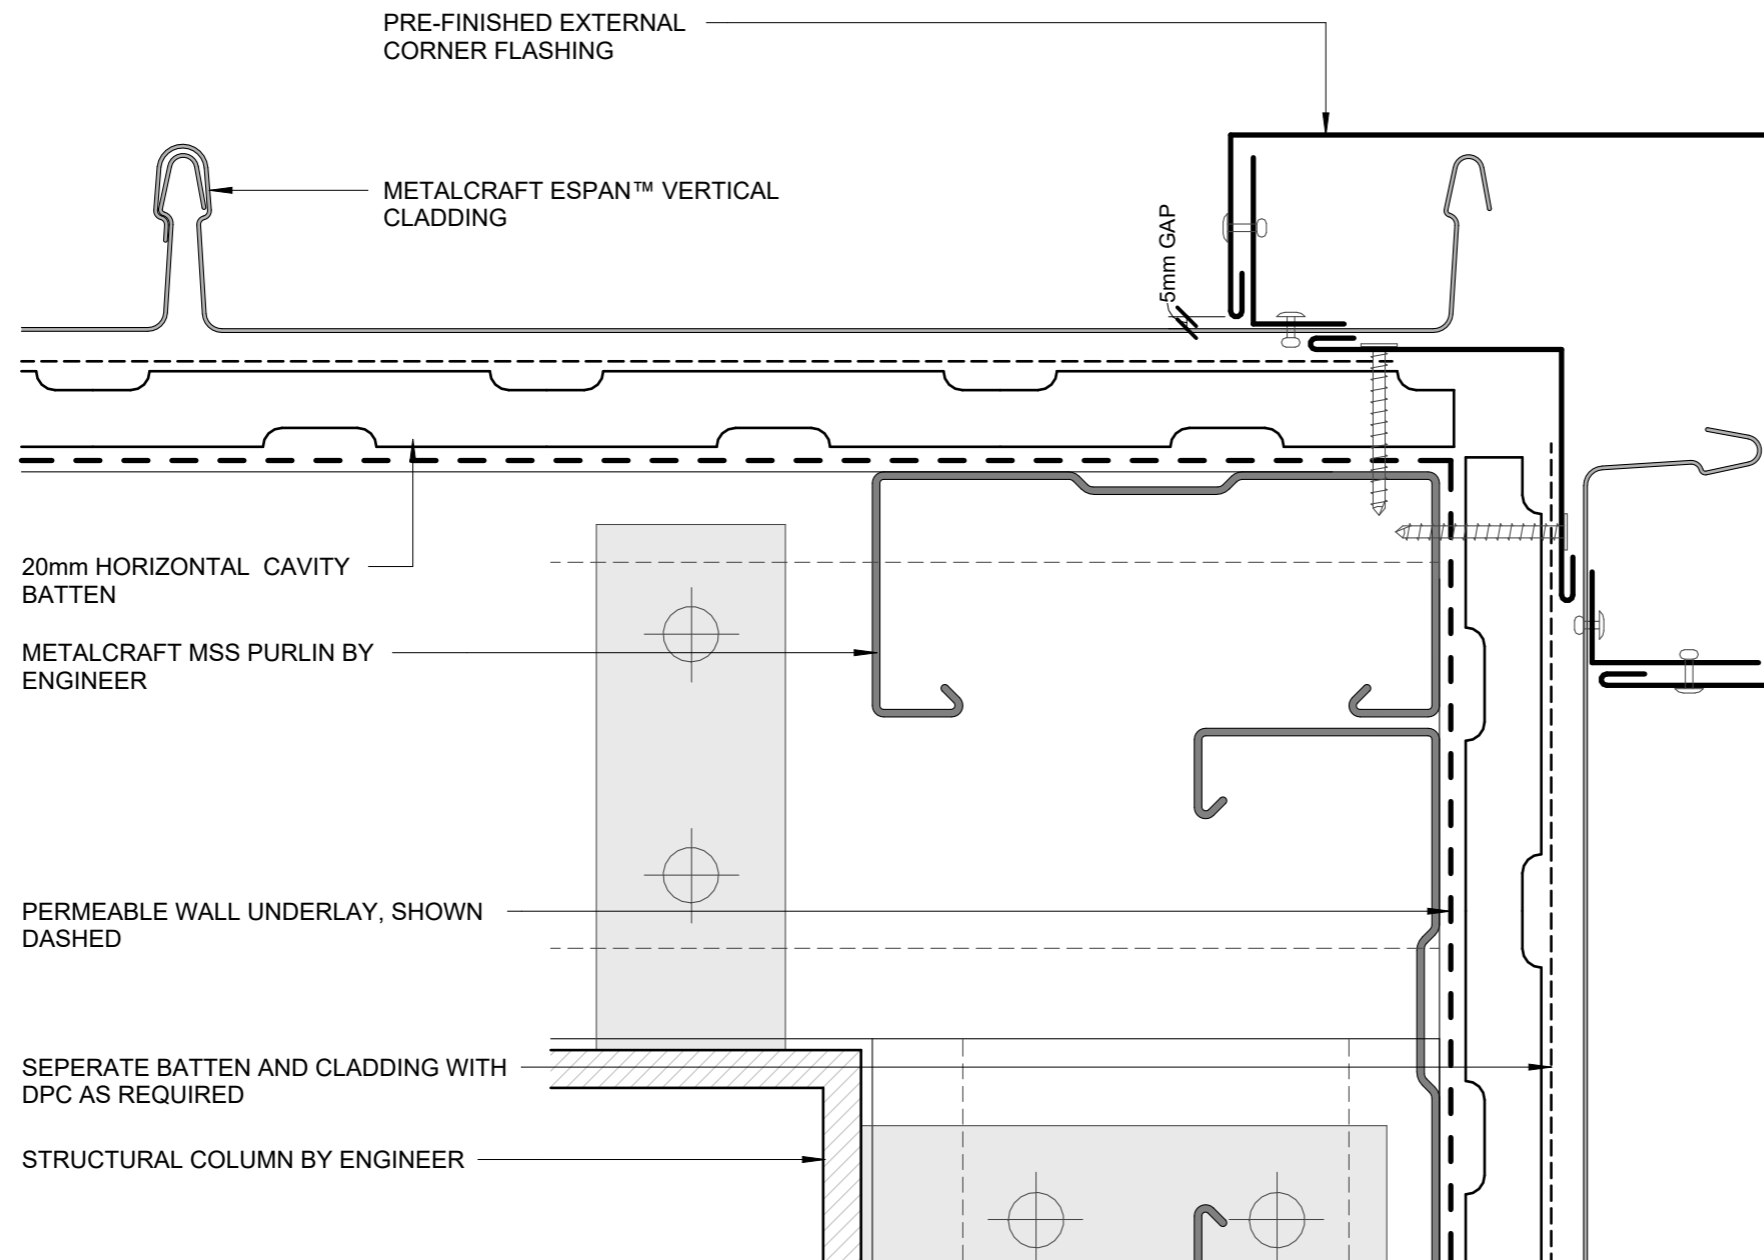 PRE-FINISHED EXTERNAL
CORNER FLASHING
METALCRAFT ESPAN™ VERTICAL
CLADDING
5mm GAP
20mm HORIZONTAL CAVITY
BATTEN
METALCRAFT MSS PURLIN BY
ENGINEER
PERMEABLE WALL UNDERLAY, SHOWN
DASHED
SEPERATE BATTEN AND CLADDING WITH
DPC AS REQUIRED
STRUCTURAL COLUMN BY ENGINEER